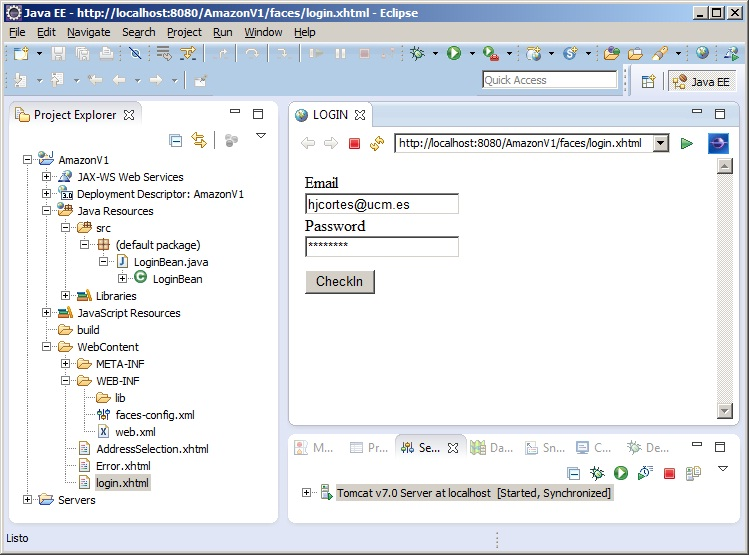 Java EE - http://localhost:8080/AmazonV1/faces/login.xhtml - Eclipse
File Edit Navigate Search Project Run Window Help
Quick Access
Java EE
Project Explorer
AmazonV1
JAX-WS Web Services
3.0 Deployment Descriptor: AmazonV1
Java Resources
src
(default package)
LoginBean.java
LoginBean
Libraries
JavaScript Resources
build
WebContent
META-INF
WEB-INF
lib
faces-config.xml
web.xml
AddressSelection.xhtml
Error.xhtml
login.xhtml
Servers
LOGIN
http://localhost:8080/AmazonV1/faces/login.xhtml
Email
hjcortes@ucm.es
Password
********
CheckIn
M... Pr... Se... Da... Sn... C... De...
Tomcat v7.0 Server at localhost [Started, Synchronized]
Listo